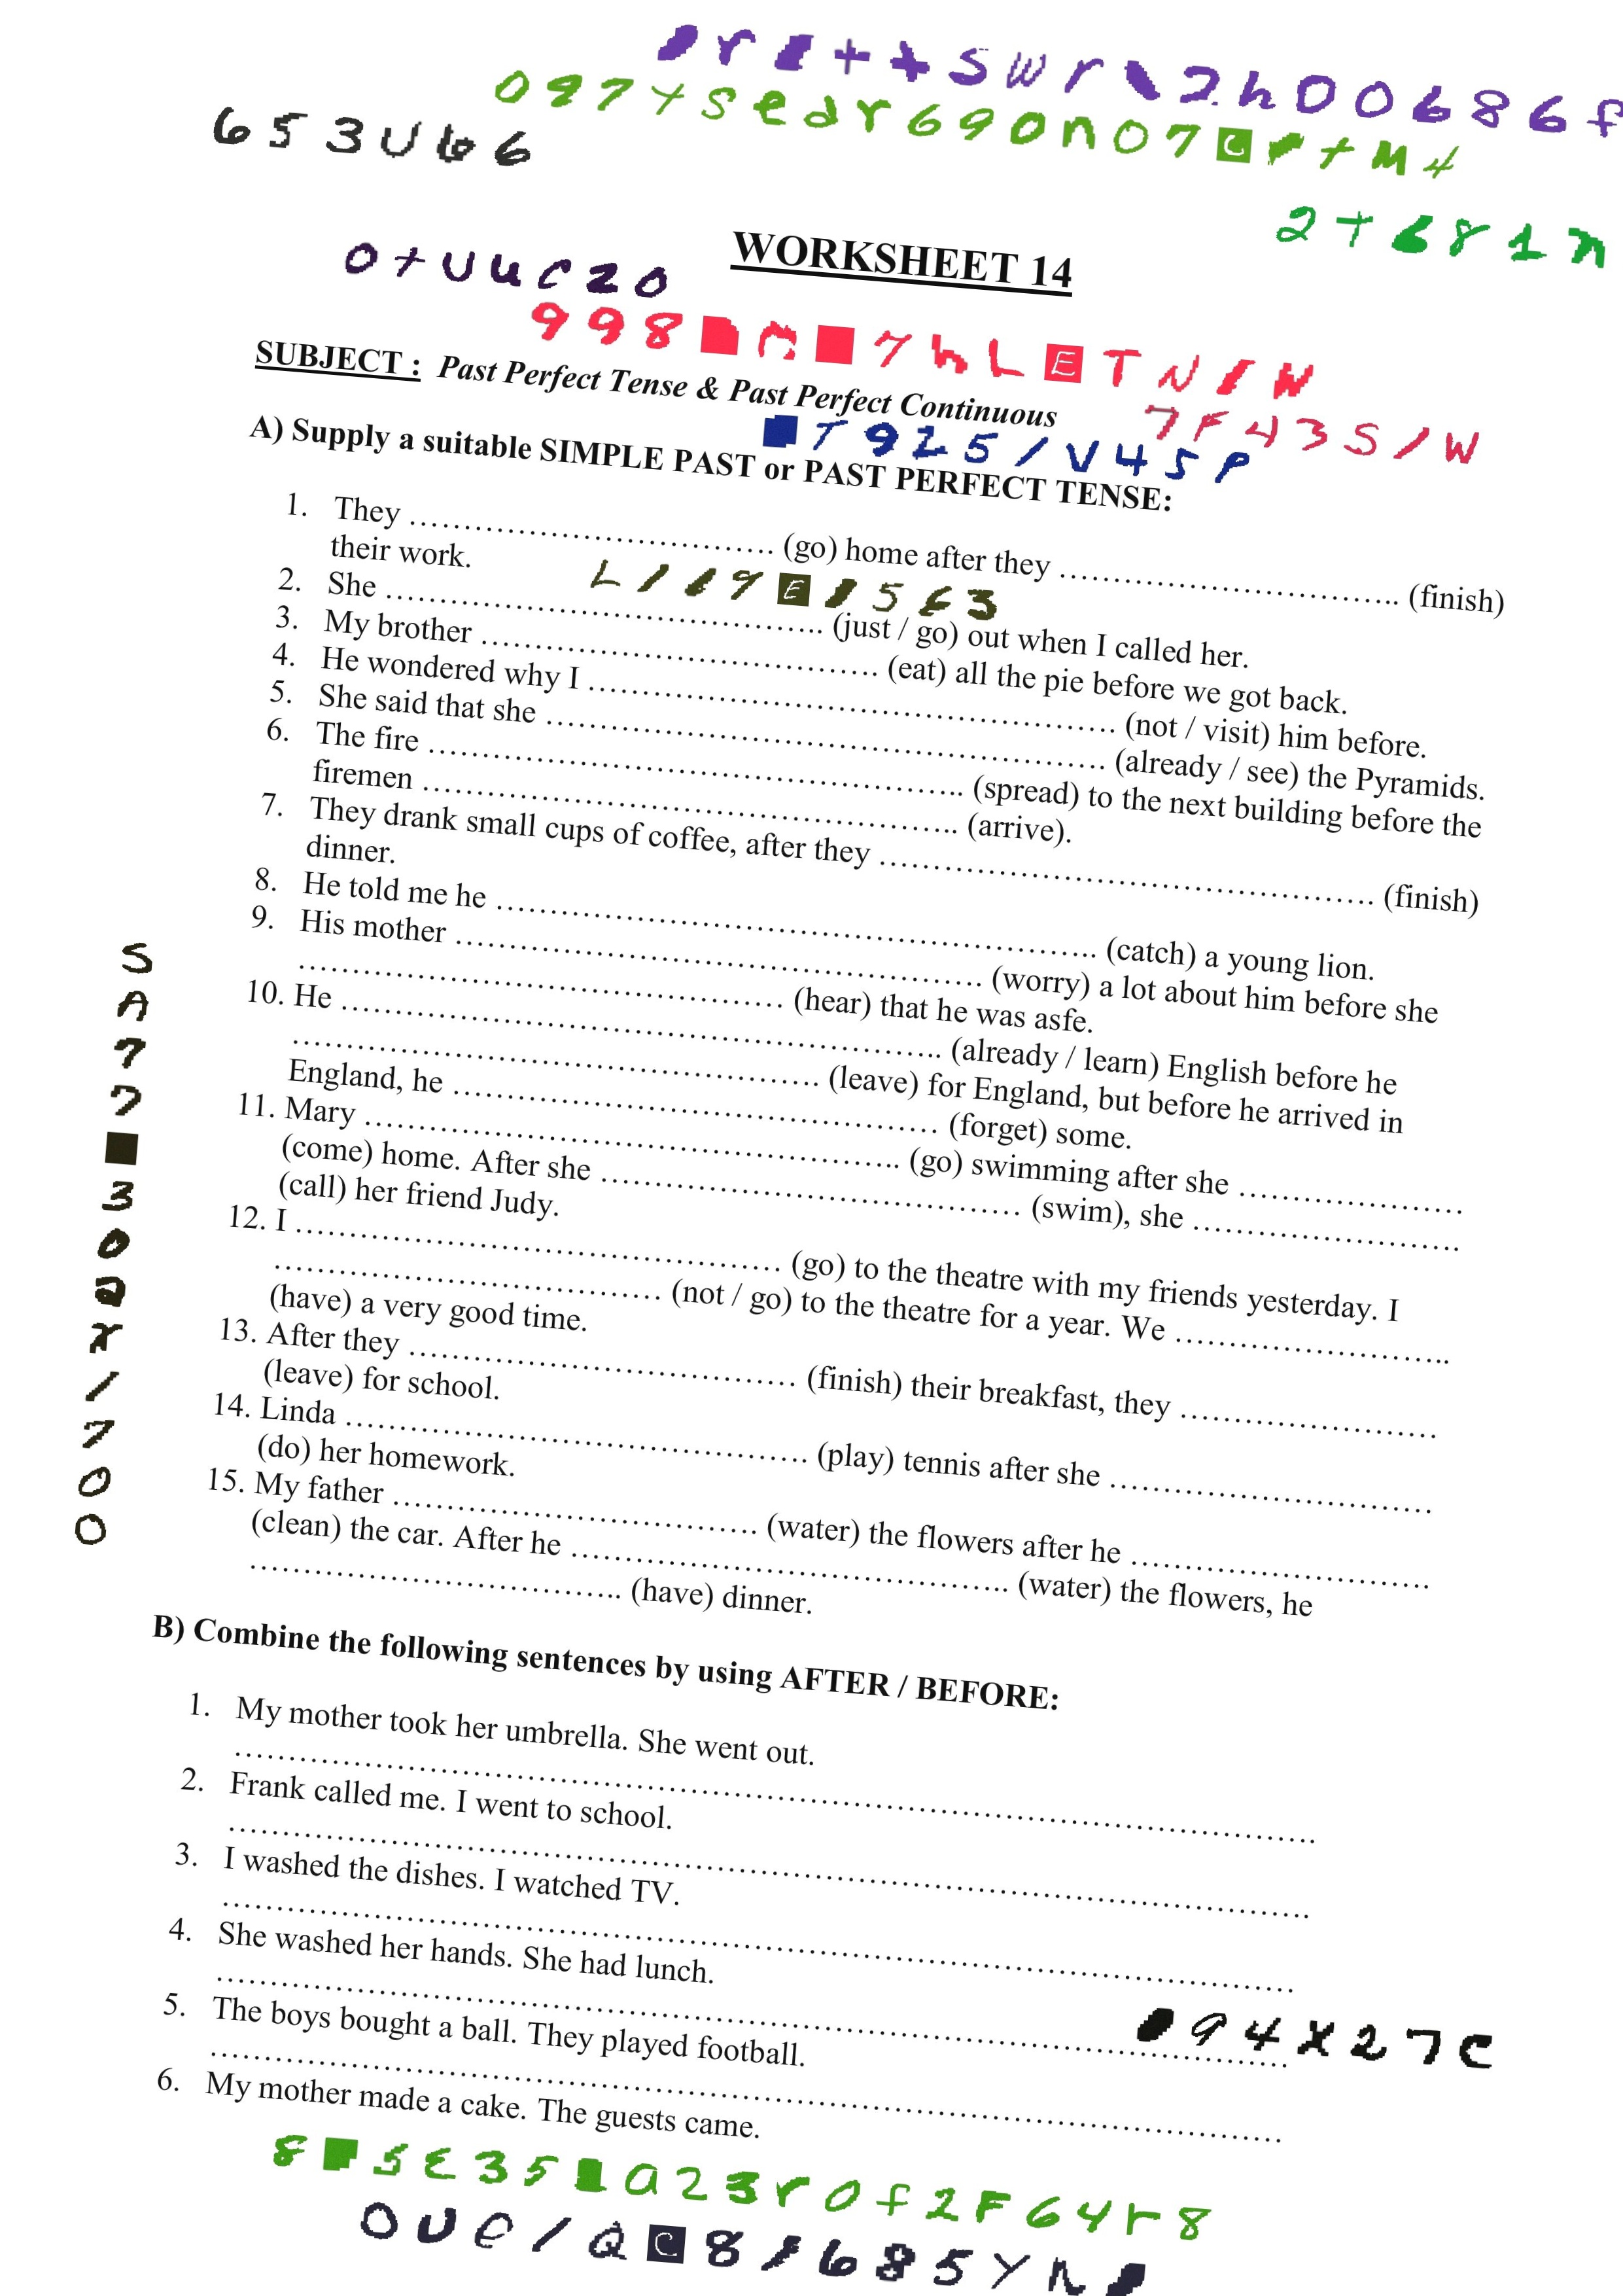 653U66
WORKSHEET 14
SUBJECT : Past Perfect Tense & Past Perfect Continuous
7F43S/W
A) Supply a suitable SIMPLE PAST or PAST PERFECT TENSE:
1. They ……………………………. (go) home after they ………………………….. (finish)
their work.
2. She ………………………………….. (just / go) out when I called her.
3. My brother ………………………………. (eat) all the pie before we got back.
4. He wondered why I …………………………………………. (not / visit) him before.
5. She said that she ……………………………………………. (already / see) the Pyramids.
6. The fire ………………………………………….. (spread) to the next building before the
firemen ………………………………………….. (arrive).
7. They drank small cups of coffee, after they ………………………………………. (finish)
dinner.
8. He told me he ……………………………………………….. (catch) a young lion.
9. His mother …………………………………………. (worry) a lot about him before she
………………………………………. (hear) that he was asfe.
10. He ……………………………………………….. (already / learn) English before he
…………………………………………. (leave) for England, but before he arrived in
England, he ………………………………………. (forget) some.
11. Mary ………………………………………….. (go) swimming after she …………………
(come) home. After she ………………………………… (swim), she ……………………
(call) her friend Judy.
12. I ………………………………………. (go) to the theatre with my friends yesterday. I
……………………………… (not / go) to the theatre for a year. We ……………………..
(have) a very good time.
13. After they ……………………………… (finish) their breakfast, they ……………………
(leave) for school.
14. Linda ………………………………………. (play) tennis after she …………………………
(do) her homework.
15. My father ……………………………. (water) the flowers after he ………………………
(clean) the car. After he ………………………………….. (water) the flowers, he
…………………………….. (have) dinner.
B) Combine the following sentences by using AFTER / BEFORE:
1. My mother took her umbrella. She went out.
…………………………………………………………………………………………
2. Frank called me. I went to school.
…………………………………………………………………………………………
3. I washed the dishes. I watched TV.
…………………………………………………………………………………………
4. She washed her hands. She had lunch.
…………………………………………………………………………………………
5. The boys bought a ball. They played football.
…………………………………………………………………………………………
6. My mother made a cake. The guests came.